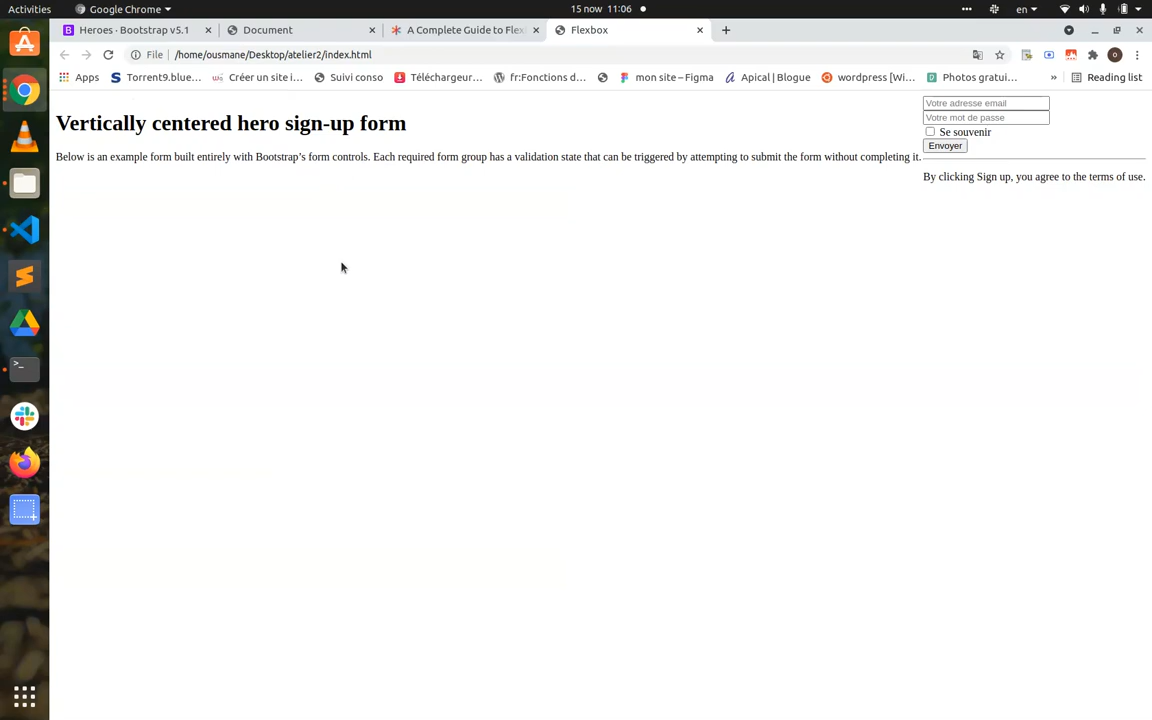 Activities Google Chrome 15 now 11:06 en
Heroes · Bootstrap v5.1 Document A Complete Guide to Flex Flexbox
File /home/ousmane/Desktop/atelier2/index.html
Apps Torrent9.blue... Créer un site i... Suivi conso Téléchargeur... fr:Fonctions d... mon site – Figma Apical | Blogue wordpress [Wi... Photos gratui... » Reading list
Vertically centered hero sign-up form
Below is an example form built entirely with Bootstrap’s form controls. Each required form group has a validation state that can be triggered by attempting to submit the form without completing it.
Votre adresse email
Votre mot de passe
Se souvenir
Envoyer
By clicking Sign up, you agree to the terms of use.